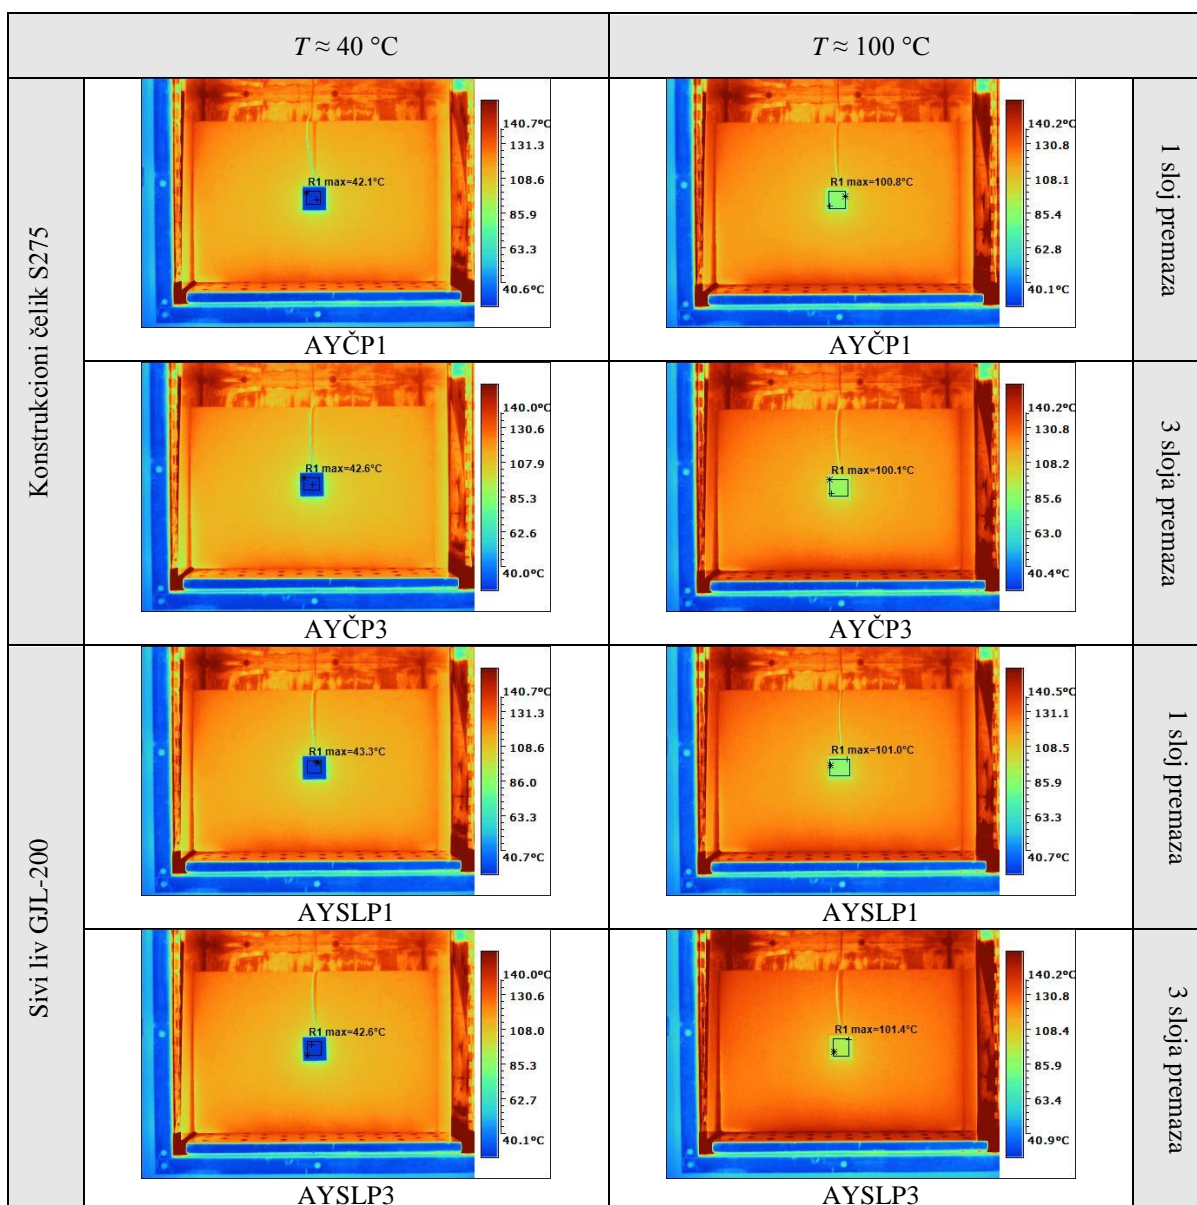 T ≈ 40 °C
T ≈ 100 °C
Konstrukcioni čelik S275
R1 max=42.1°C
140.7°C
131.3
108.6
85.9
63.3
40.6°C
AYČP1
R1 max=100.8°C
140.2°C
130.8
108.1
85.4
62.8
40.1°C
AYČP1
1 sloj premaza
R1 max=42.6°C
140.0°C
130.6
107.9
85.3
62.6
40.0°C
AYČP3
R1 max=100.1°C
140.2°C
130.8
108.2
85.6
63.0
40.4°C
AYČP3
3 sloja premaza
Sivi liv GJL-200
R1 max=43.3°C
140.7°C
131.3
108.6
86.0
63.3
40.7°C
AYSLP1
R1 max=101.0°C
140.5°C
131.1
108.5
85.9
63.3
40.7°C
AYSLP1
1 sloj premaza
R1 max=42.6°C
140.0°C
130.6
108.0
85.3
62.7
40.1°C
AYSLP3
R1 max=101.4°C
140.2°C
130.8
108.4
85.9
63.4
40.9°C
AYSLP3
3 sloja premaza